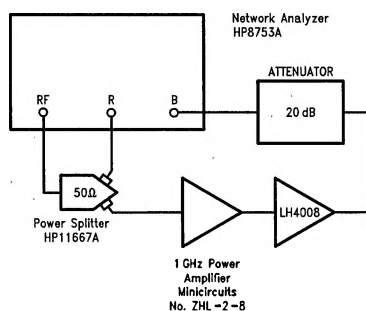 Network Analyzer
HP8753A
RF
R
B
ATTENUATOR
20 dB
50Ω
Power Splitter
HP11667A
LH4008
1 GHz Power
Amplifier
Minicircuits
No. ZHL-2-8